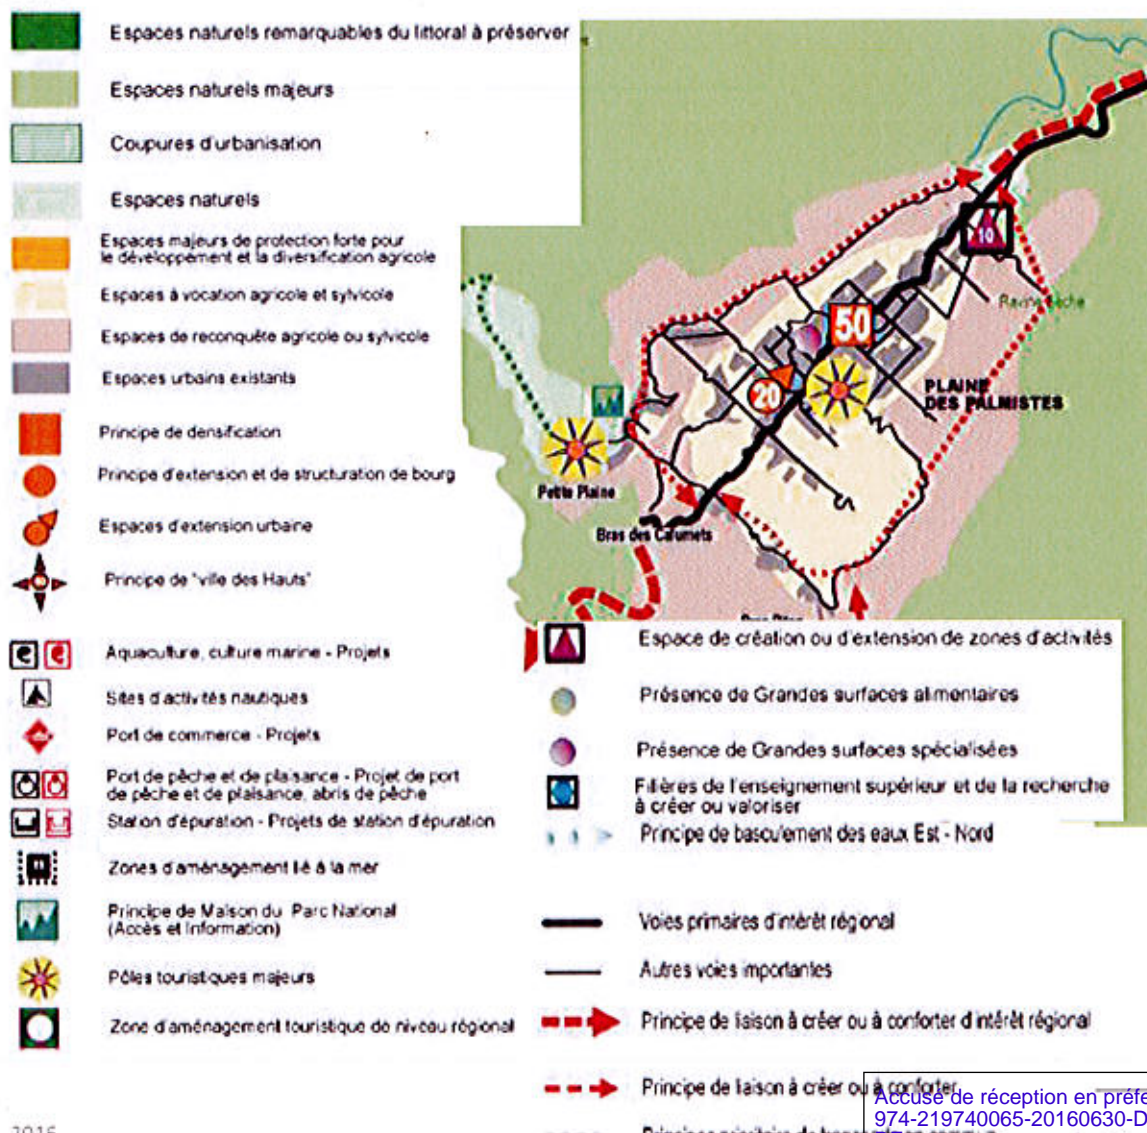 Espaces naturels remarquables du littoral à préserver
Espaces naturels majeurs
Coupures d'urbanisation
Espaces naturels
Espaces majeurs de protection forte pour
le développement et la diversification agricole
Espaces à vocation agricole et sylvicole
Espaces de reconquête agricole ou sylvicole
Espaces urbains existants
Principe de densification
Principe d'extension et de structuration de bourg
Espaces d'extension urbaine
Principe de "ville des Hauts"
Aquaculture, culture marine - Projets
Sites d'activités nautiques
Port de commerce - Projets
Port de pêche et de plaisance - Projet de port
de pêche et de plaisance, abris de pêche
Station d'épuration - Projets de station d'épuration
Zones d'aménagement lié à la mer
Principe de Maison du Parc National
(Accès et Information)
Pôles touristiques majeurs
Zone d'aménagement touristique de niveau régional
10
50
20
PLAINE
DES PALMISTES
Petite Plaine
Bras des Calumets
Espace de création ou d'extension de zones d'activités
Présence de Grandes surfaces alimentaires
Présence de Grandes surfaces spécialisées
Filières de l'enseignement supérieur et de la recherche
à créer ou valoriser
Principe de basculement des eaux Est - Nord
Voies primaires d'intérêt régional
Autres voies importantes
Principe de liaison à créer ou à conforter d'intérêt régional
Principe de liaison à créer ou à conforter
Accusé de réception en préfe
974-219740065-20160630-D